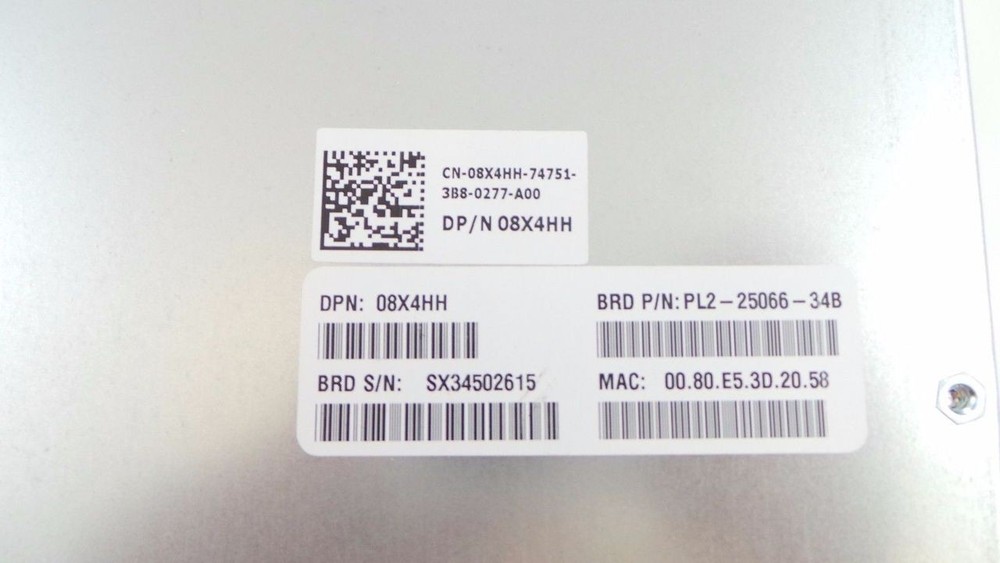 CN-08X4HH-74751-
3B8-0277-A00
DP/N 08X4HH
DPN: 08X4HH
BRD P/N: PL2-25066-34B
BRD S/N: SX34502615
MAC: 00.80.E5.3D.20.58